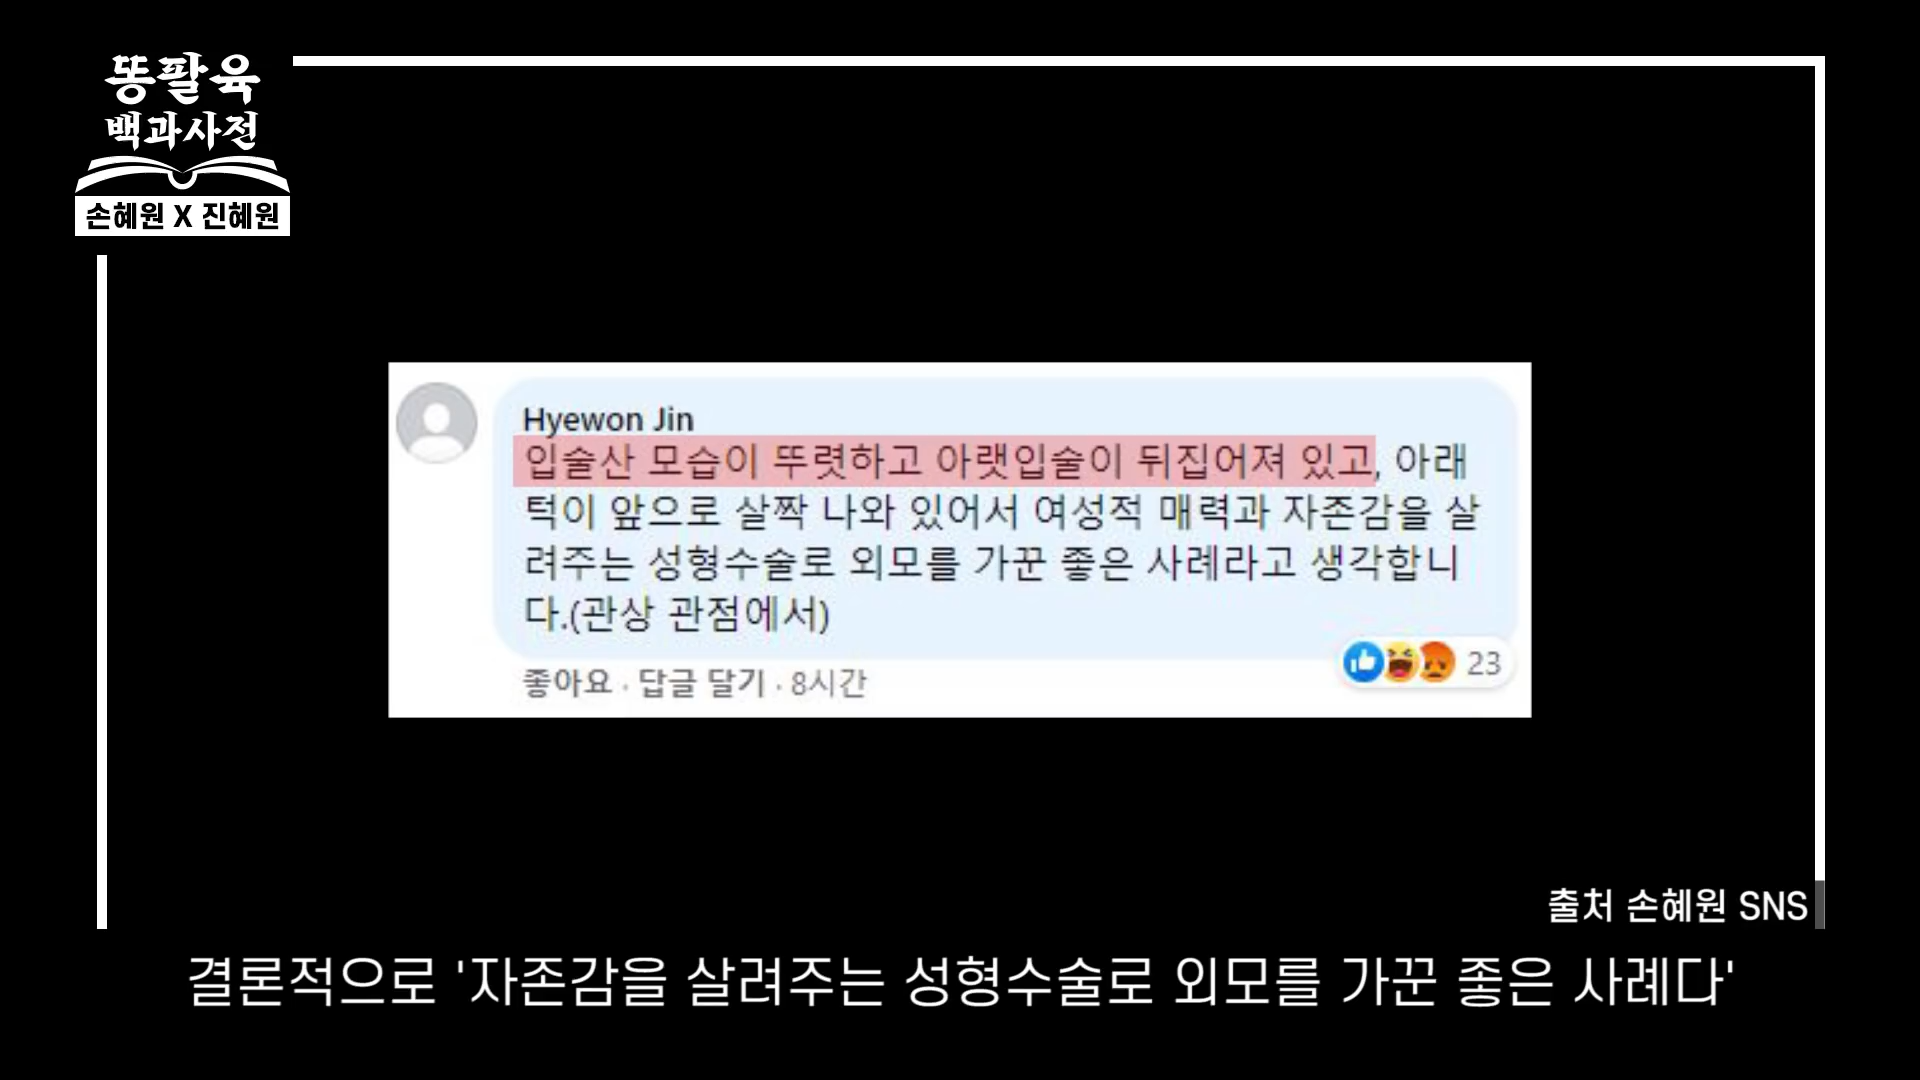 똥팔육
백과사전
손혜원 X 진혜원
Hyewon Jin
입술산 모습이 뚜렷하고 아랫입술이 뒤집어져 있고, 아래
턱이 앞으로 살짝 나와 있어서 여성적 매력과 자존감을 살
려주는 성형수술로 외모를 가꾼 좋은 사례라고 생각합니
다.(관상 관점에서)
좋아요 · 답글 달기 · 8시간
23
출처 손혜원 SNS
결론적으로 '자존감을 살려주는 성형수술로 외모를 가꾼 좋은 사례다'